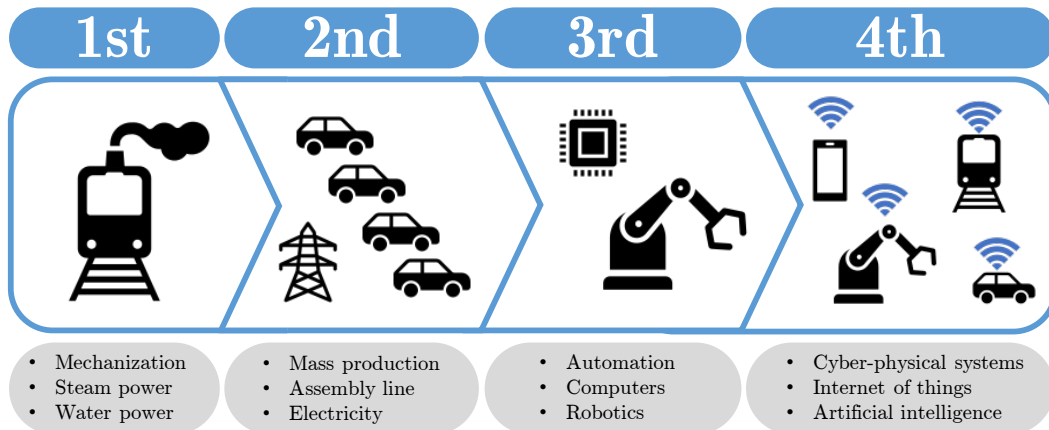 1st
2nd
3rd
4th
• Mechanization
• Steam power
• Water power
• Mass production
• Assembly line
• Electricity
• Automation
• Computers
• Robotics
• Cyber-physical systems
• Internet of things
• Artificial intelligence